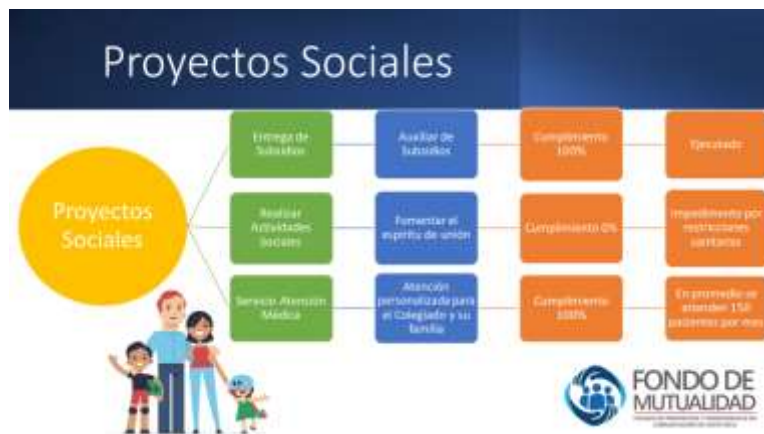 Proyectos Sociales
Proyectos
Sociales
Entrega de
Subsidios
Auxiliar de
Subsidios
Cumplimiento
100%
Ejecutado
Realizar
Actividades
Sociales
Fomentar el
espíritu de unión
Cumplimiento 0%
Impedimento por
restricciones
sanitarias
Servicio Atención
Médica
Atención
personalizada para
el Colegiado y su
familia
Cumplimiento
100%
En promedio se
atienden 150
pacientes por mes
FONDO DE
MUTUALIDAD